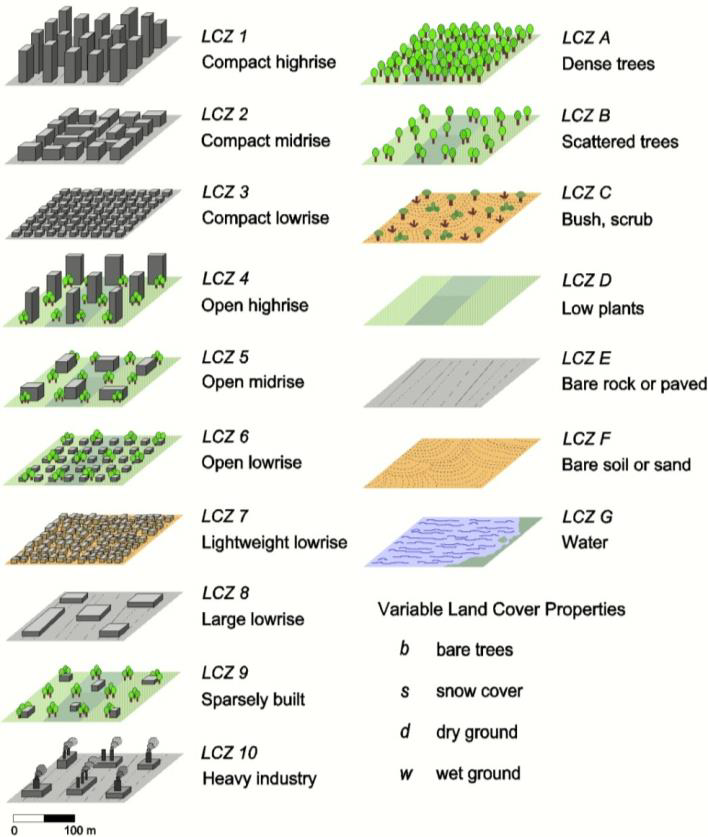 LCZ 1
Compact highrise
LCZ 2
Compact midrise
LCZ 3
Compact lowrise
LCZ 4
Open highrise
LCZ 5
Open midrise
LCZ 6
Open lowrise
LCZ 7
Lightweight lowrise
LCZ 8
Large lowrise
LCZ 9
Sparsely built
LCZ 10
Heavy industry
0 100 m
LCZ A
Dense trees
LCZ B
Scattered trees
LCZ C
Bush, scrub
LCZ D
Low plants
LCZ E
Bare rock or paved
LCZ F
Bare soil or sand
LCZ G
Water
Variable Land Cover Properties
b bare trees
s snow cover
d dry ground
w wet ground